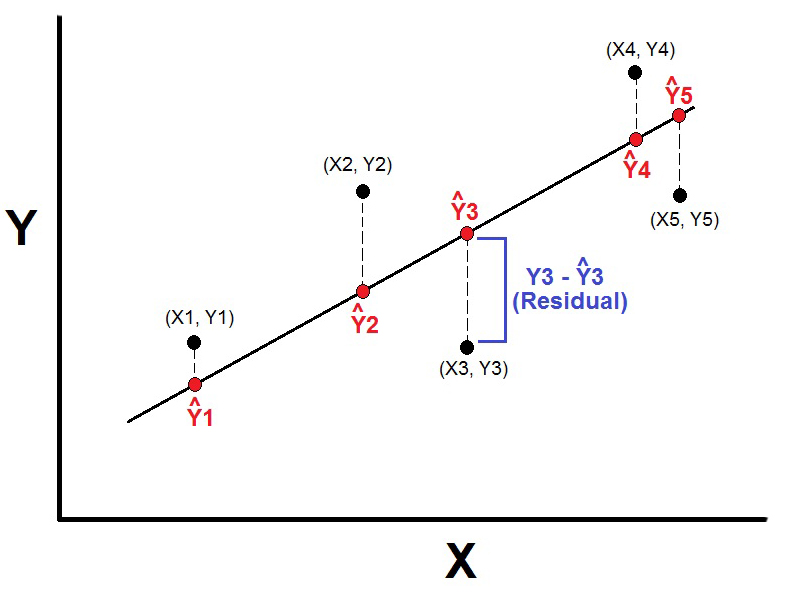 (X4, Y4)
Ŷ5
(X2, Y2)
Ŷ4
Ŷ3
(X5, Y5)
Y
Y3 - Ŷ3
(Residual)
(X1, Y1)
Ŷ2
(X3, Y3)
Ŷ1
X